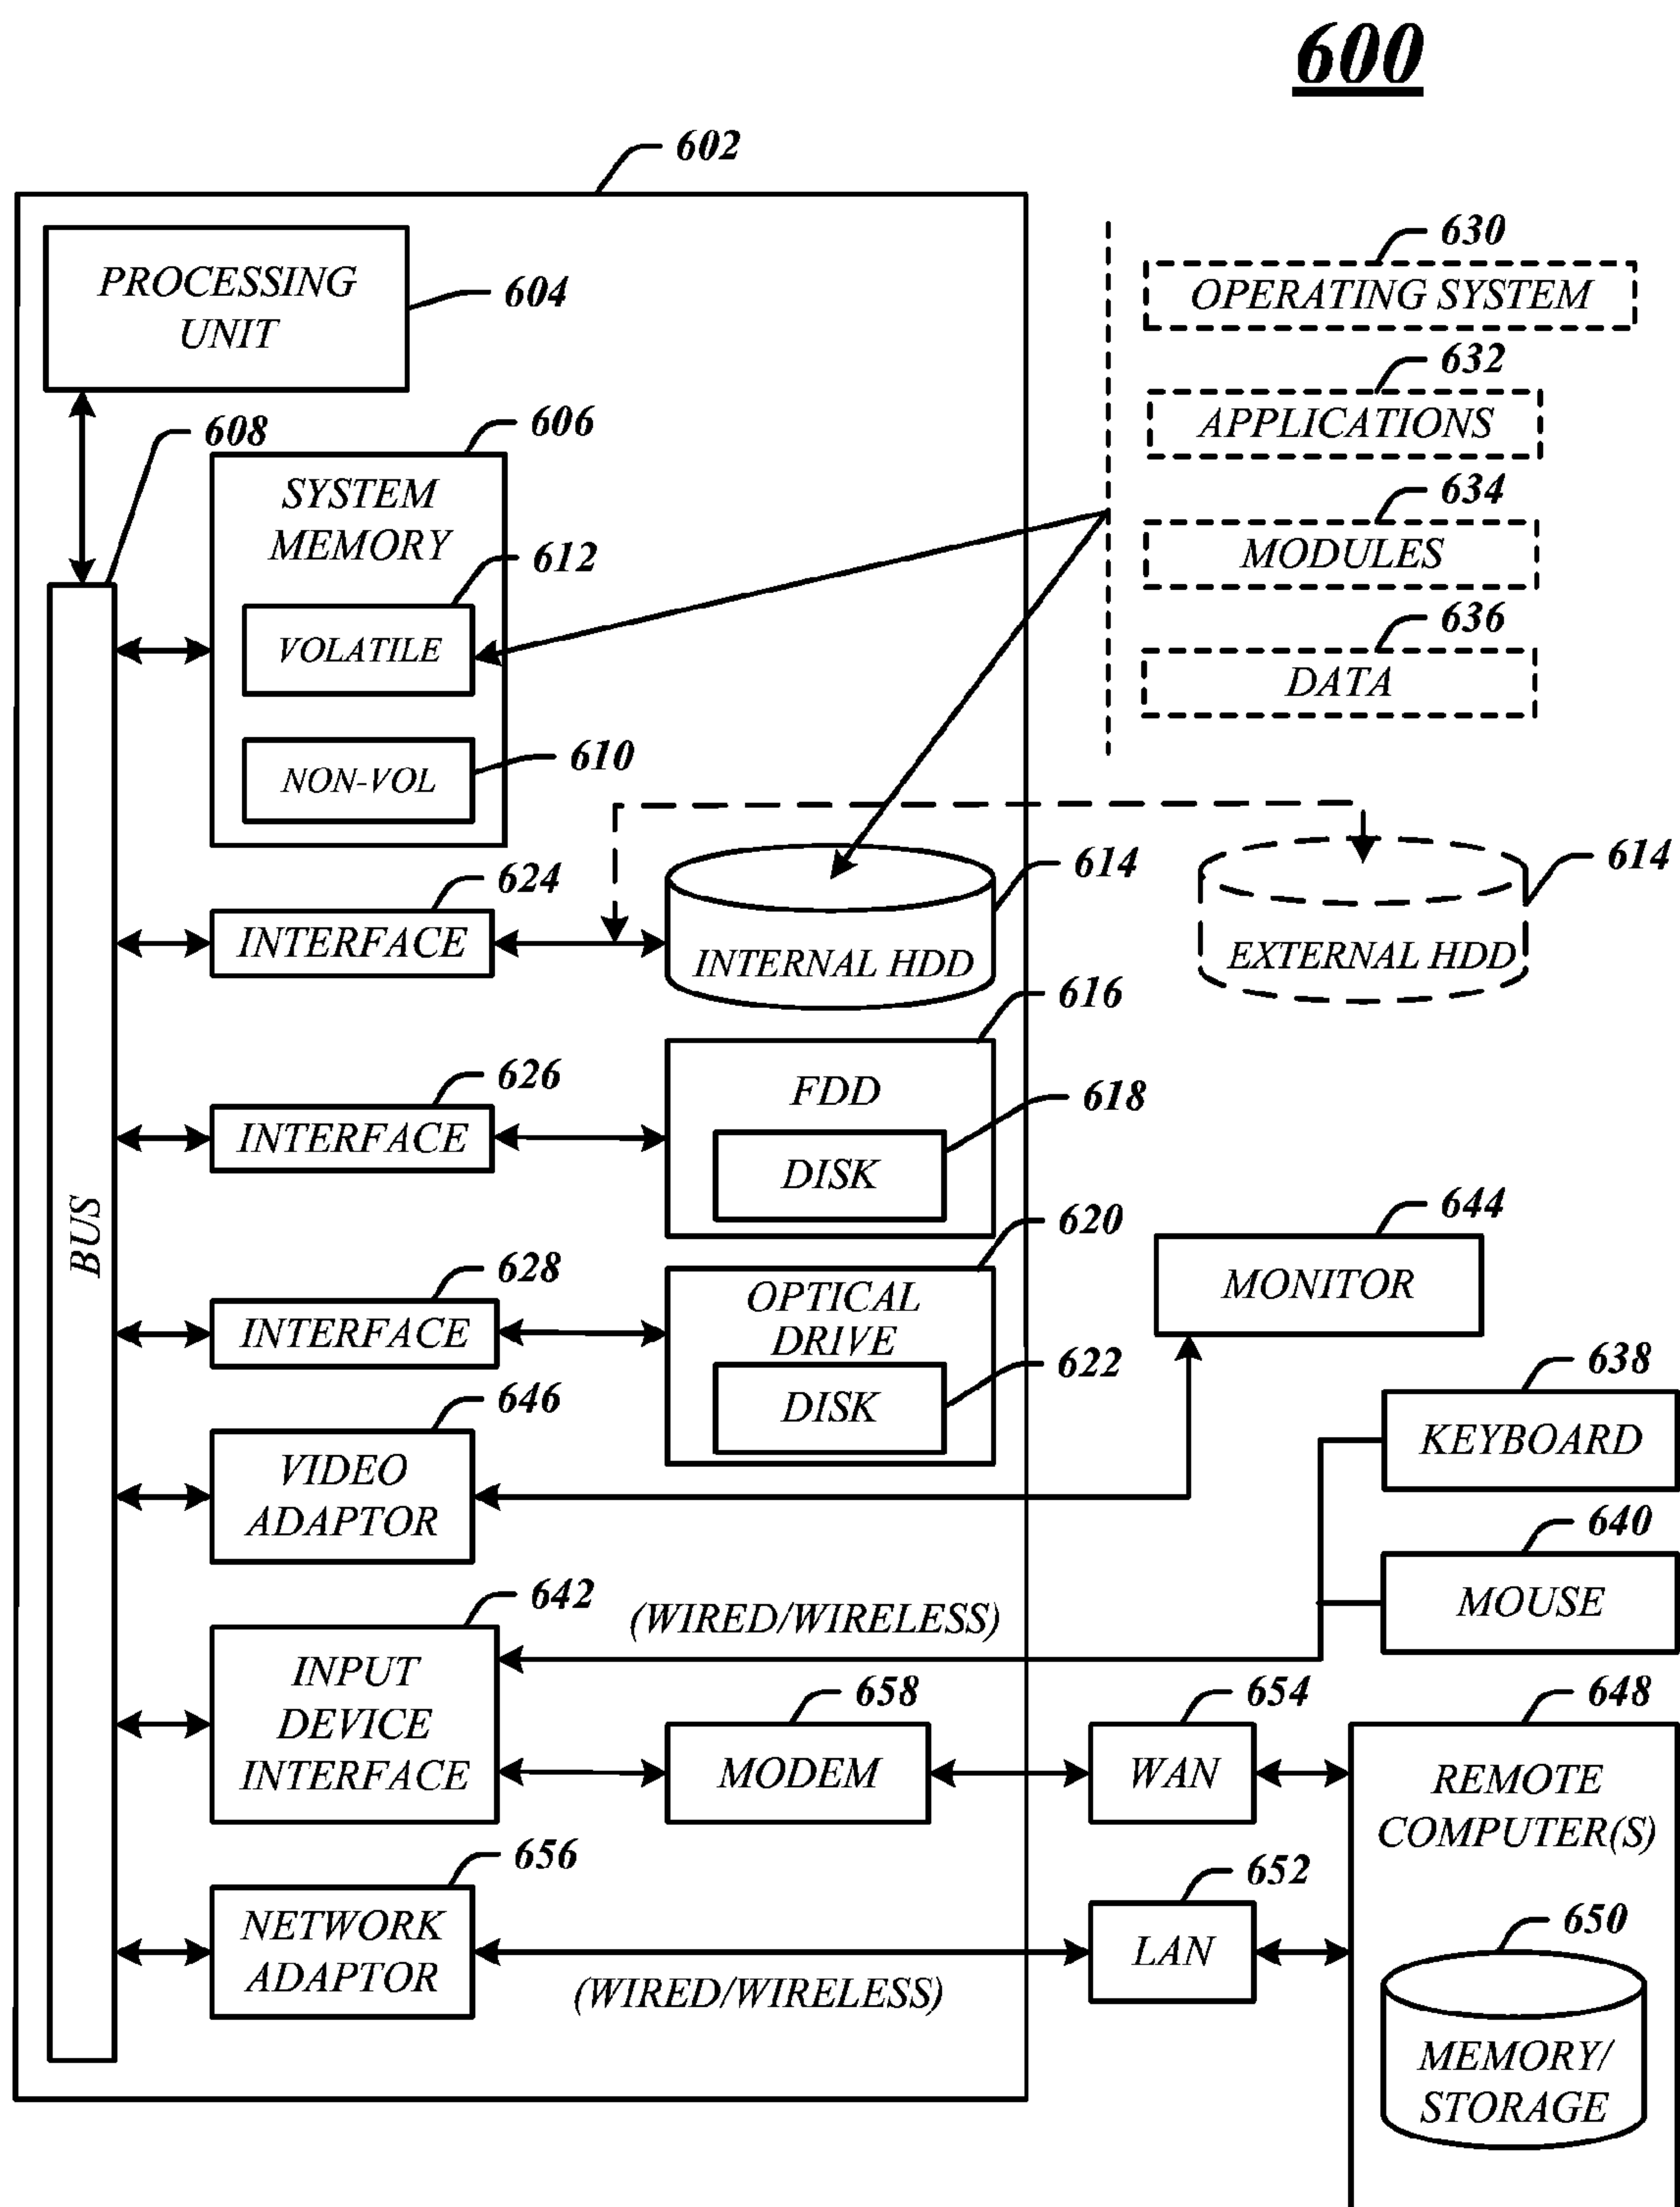 600
602
PROCESSING
UNIT
604
608
606
SYSTEM
MEMORY
612
VOLATILE
610
NON-VOL
630
OPERATING SYSTEM
632
APPLICATIONS
634
MODULES
636
DATA
624
INTERFACE
614
INTERNAL HDD
614
EXTERNAL HDD
616
626
INTERFACE
FDD
618
DISK
BUS
620
628
INTERFACE
OPTICAL
DRIVE
622
DISK
644
MONITOR
646
VIDEO
ADAPTOR
638
KEYBOARD
640
MOUSE
642
(WIRED/WIRELESS)
INPUT
DEVICE
INTERFACE
658
MODEM
654
WAN
648
REMOTE
COMPUTER(S)
656
NETWORK
ADAPTOR
(WIRED/WIRELESS)
652
LAN
650
MEMORY/
STORAGE